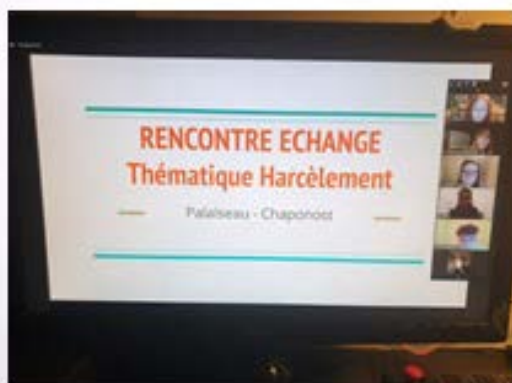 RENCONTRE ECHANGE
Thématique Harcèlement
Palaiseau - Chaponost